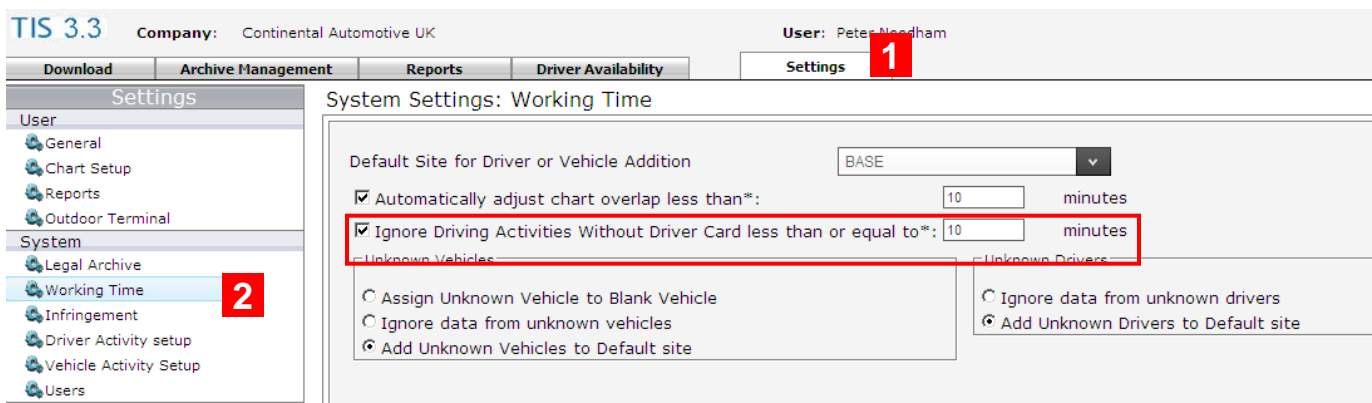 TIS 3.3 Company: Continental Automotive UK User: Peter Needham
Download Archive Management Reports Driver Availability Settings 1
Settings
User
General
Chart Setup
Reports
Outdoor Terminal
System
Legal Archive
Working Time 2
Infringement
Driver Activity setup
Vehicle Activity Setup
Users
System Settings: Working Time
Default Site for Driver or Vehicle Addition BASE
Automatically adjust chart overlap less than*: 10 minutes
Ignore Driving Activities Without Driver Card less than or equal to*: 10 minutes
Unknown Vehicles
Assign Unknown Vehicle to Blank Vehicle
Ignore data from unknown vehicles
Add Unknown Vehicles to Default site
Unknown Drivers
Ignore data from unknown drivers
Add Unknown Drivers to Default site